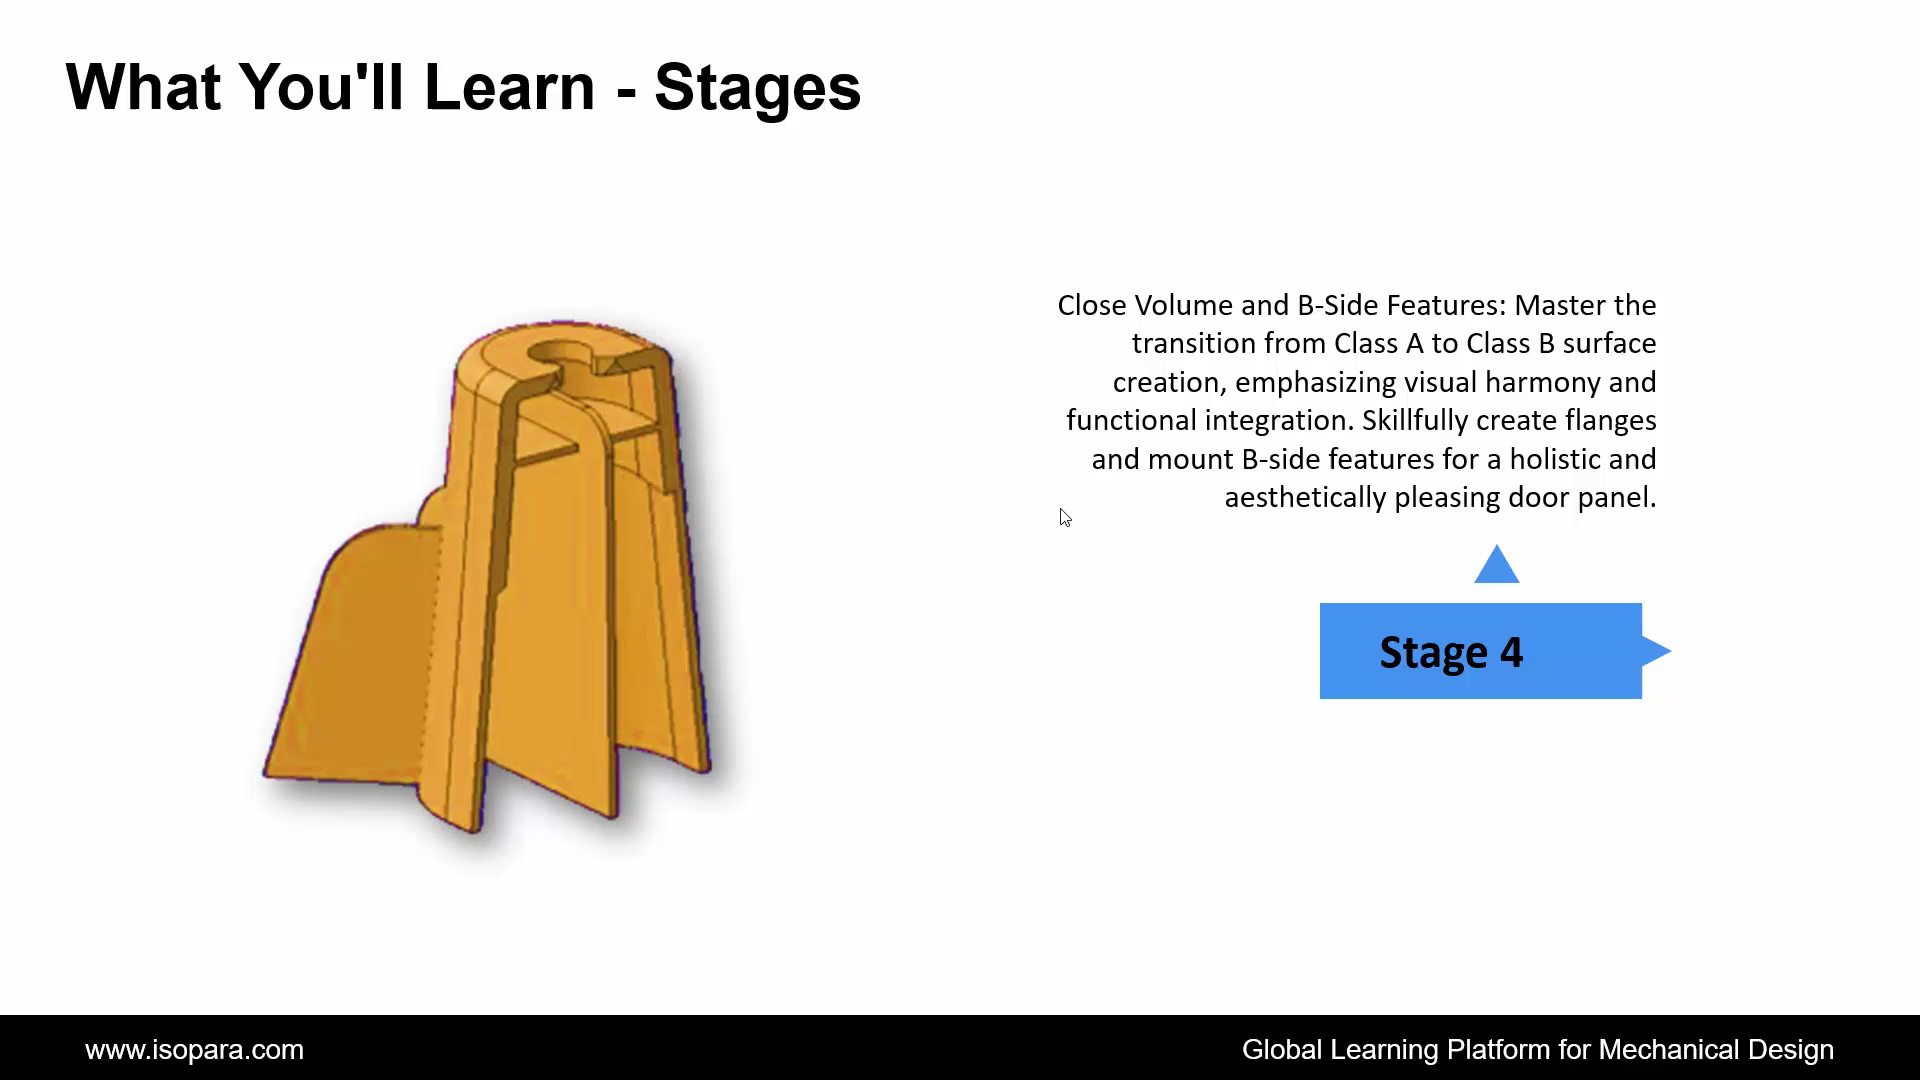 What You'll Learn - Stages
Close Volume and B-Side Features: Master the
transition from Class A to Class B surface
creation, emphasizing visual harmony and
functional integration. Skillfully create flanges
and mount B-side features for a holistic and
aesthetically pleasing door panel.
Stage 4
www.isopara.com
Global Learning Platform for Mechanical Design